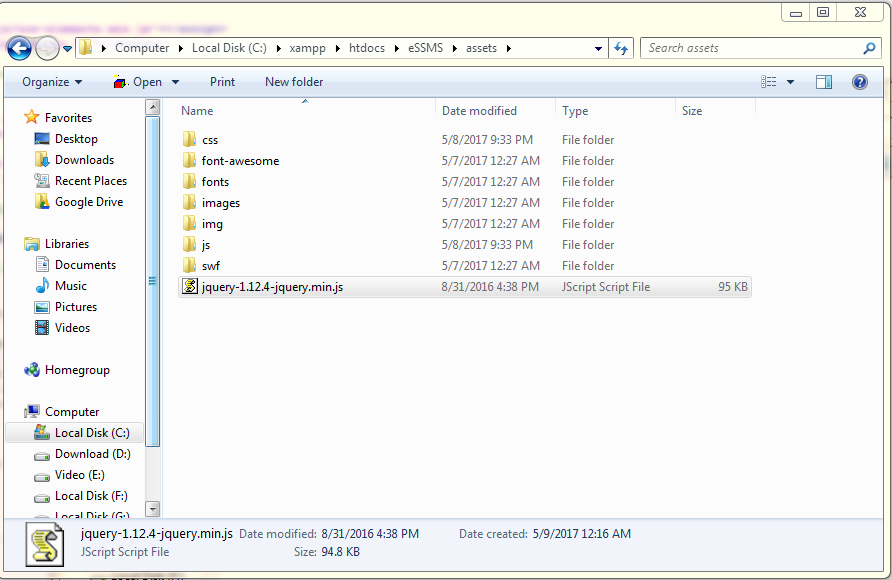 Computer ▸ Local Disk (C:) ▸ xampp ▸ htdocs ▸ eSSMS ▸ assets ▸
Search assets
Organize Open Print New folder
Name Date modified Type Size
Favorites
Desktop
Downloads
Recent Places
Google Drive
Libraries
Documents
Music
Pictures
Videos
Homegroup
Computer
Local Disk (C:)
Download (D:)
Video (E:)
Local Disk (F:)
Local Disk (G:)
css 5/8/2017 9:33 PM File folder
font-awesome 5/7/2017 12:27 AM File folder
fonts 5/7/2017 12:27 AM File folder
images 5/7/2017 12:27 AM File folder
img 5/7/2017 12:27 AM File folder
js 5/8/2017 9:33 PM File folder
swf 5/7/2017 12:27 AM File folder
jquery-1.12.4-jquery.min.js 8/31/2016 4:38 PM JScript Script File 95 KB
jquery-1.12.4-jquery.min.js Date modified: 8/31/2016 4:38 PM Date created: 5/9/2017 12:16 AM
JScript Script File Size: 94.8 KB